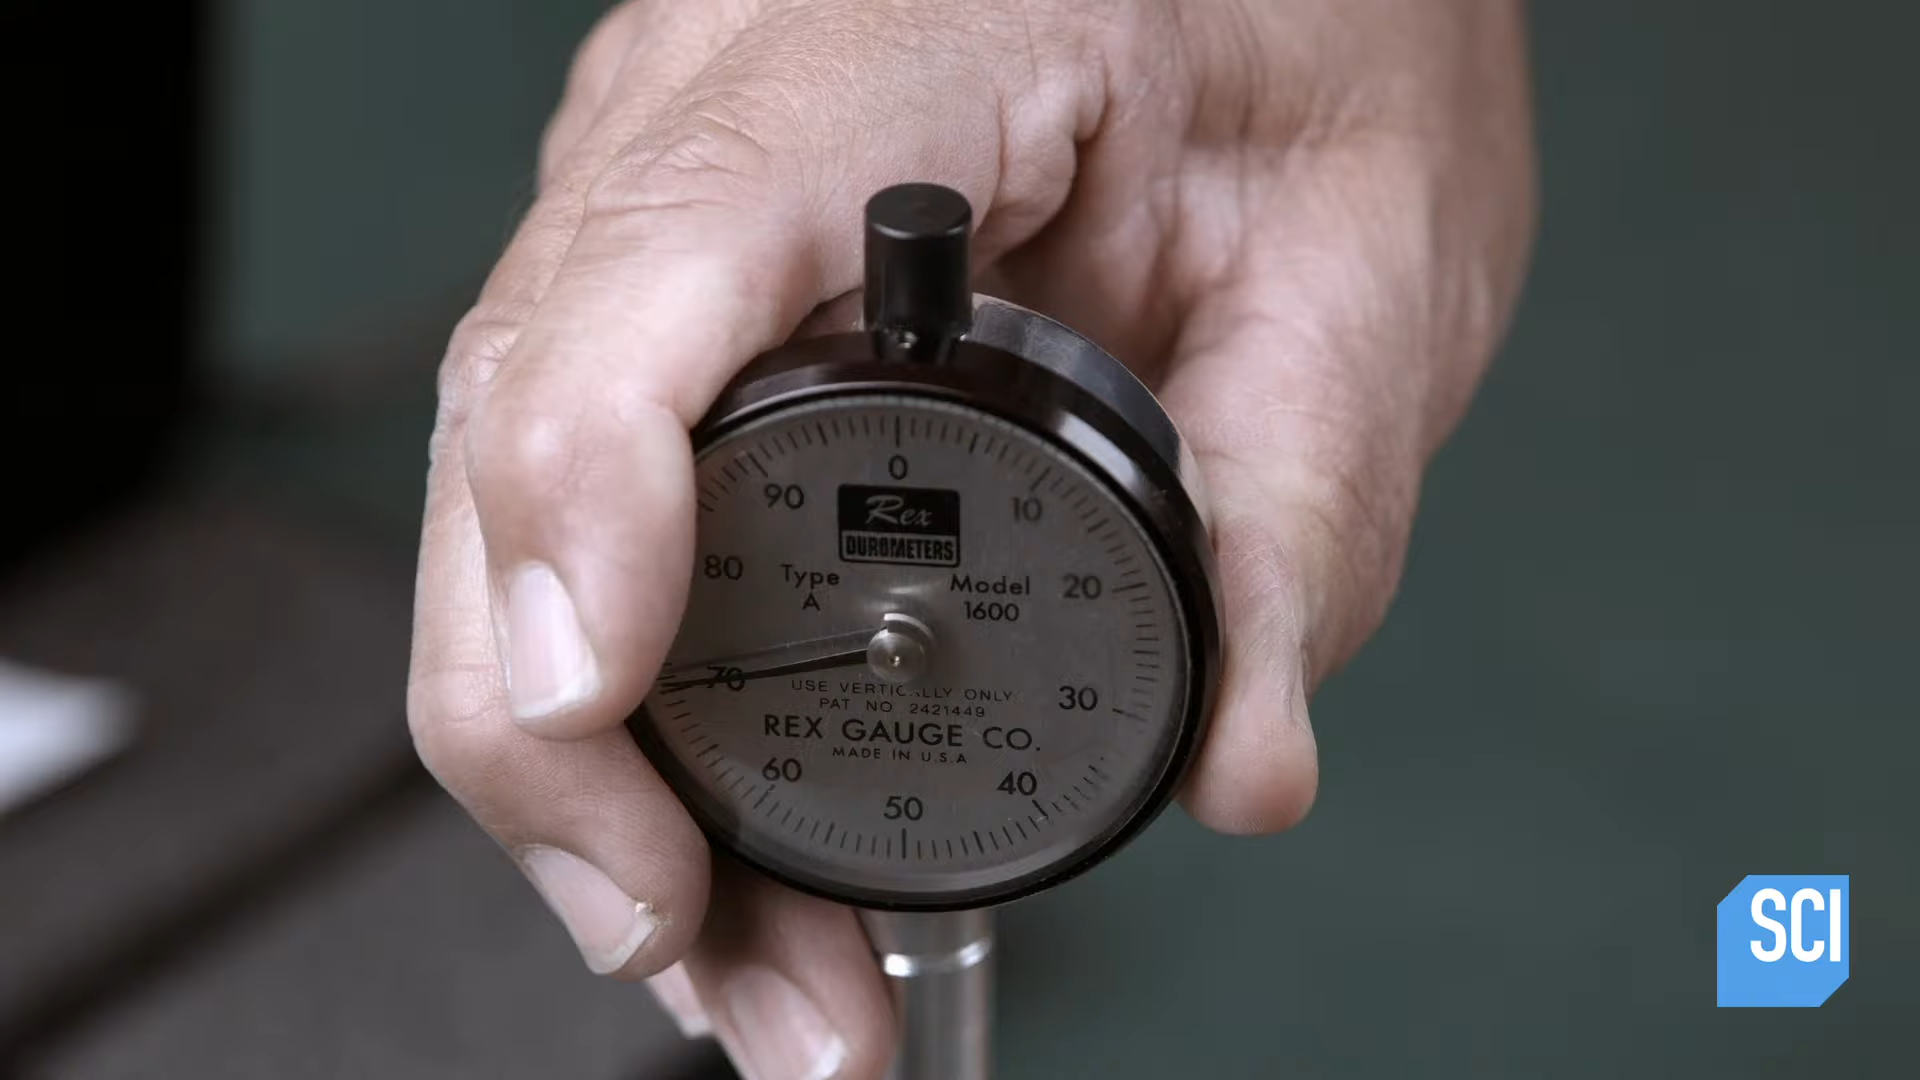 0
90
10
Rex
DUROMETERS
80
Type
A
Model
1600
20
70
30
USE VERTICALLY ONLY
PAT NO 2421449
REX GAUGE CO.
MADE IN U.S.A
60
40
50
SCI